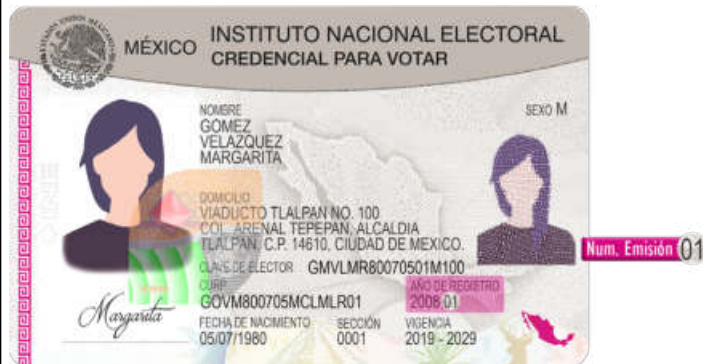 MÉXICO
INSTITUTO NACIONAL ELECTORAL
CREDENCIAL PARA VOTAR
NOMBRE
GÓMEZ
VELAZQUEZ
MARGARITA
SEXO M
DOMICILIO
VIADUCTO TLALPAN NO. 100
COL. ARENAL TEPEPAN, ALCALDIA
TLALPAN, C.P. 14610, CIUDAD DE MEXICO.
CLAVE DE ELECTOR GMVLMR80070501M100
CURP
GOVM800705MCLMLR01
AÑO DE REGISTRO
2008 01
FECHA DE NACIMIENTO
05/07/1980
SECCIÓN
0001
VIGENCIA
2019 - 2029
Margarita
Num. Emisión 01